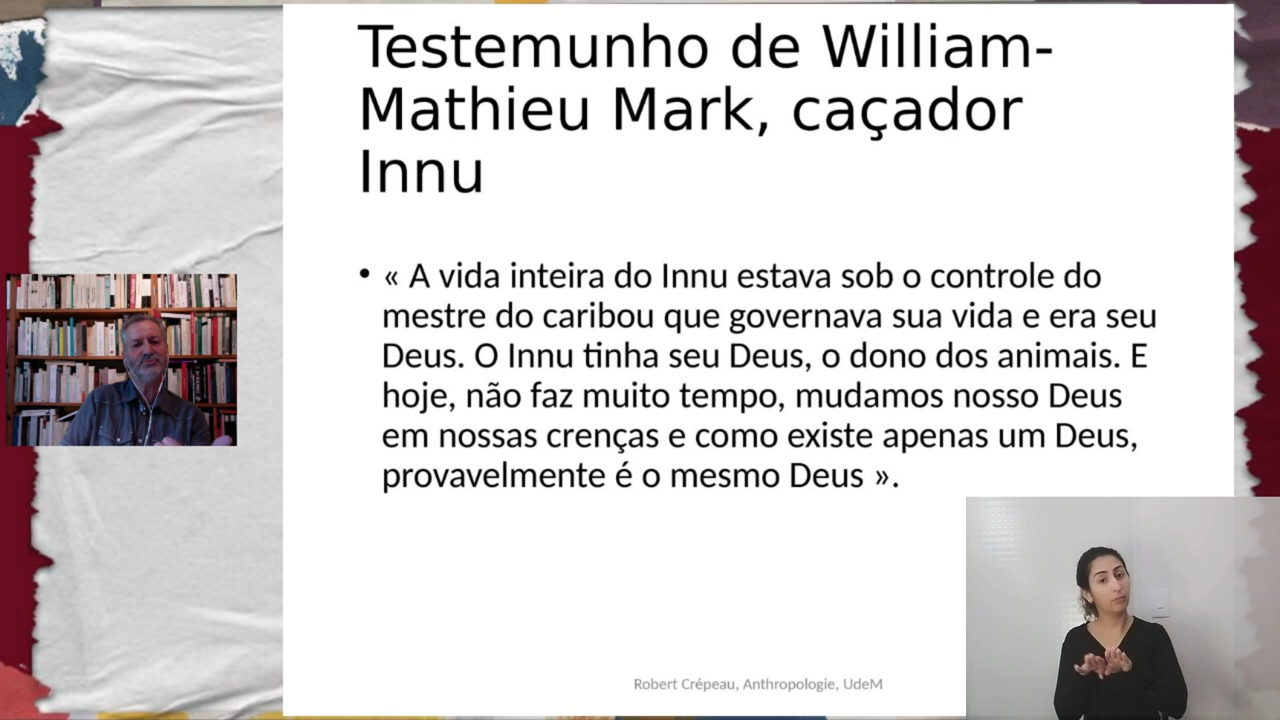 Testemunho de William-
Mathieu Mark, caçador
Innu
• « A vida inteira do Innu estava sob o controle do
mestre do caribou que governava sua vida e era seu
Deus. O Innu tinha seu Deus, o dono dos animais. E
hoje, não faz muito tempo, mudamos nosso Deus
em nossas crenças e como existe apenas um Deus,
provavelmente é o mesmo Deus ».
Robert Crépeau, Anthropologie, UdeM
25